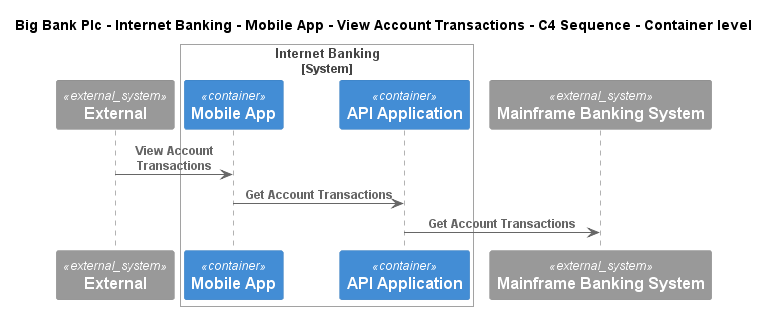 Big Bank Plc - Internet Banking - Mobile App - View Account Transactions - C4 Sequence - Container level
Internet Banking
[System]
«external_system»
External
«container»
Mobile App
«container»
API Application
«external_system»
Mainframe Banking System
View Account
Transactions
Get Account Transactions
Get Account Transactions
«external_system»
External
«container»
Mobile App
«container»
API Application
«external_system»
Mainframe Banking System